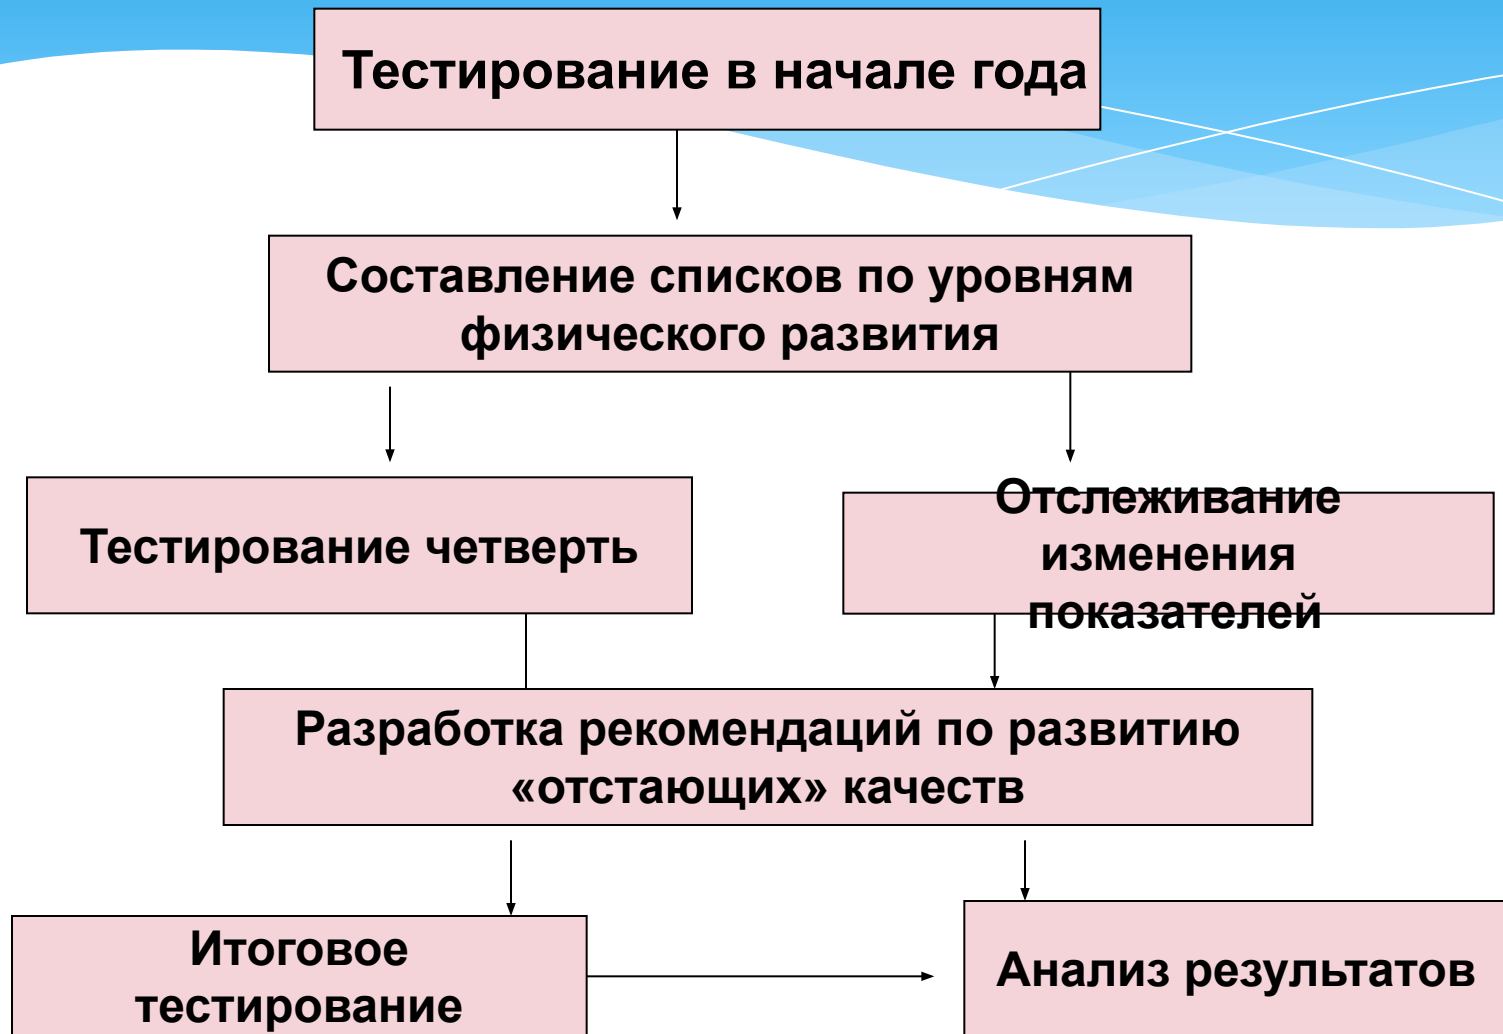 Тестирование в начале года
Составление списков по уровням
физического развития
Тестирование четверть
Отслеживание
изменения
показателей
Разработка рекомендаций по развитию
«отстающих» качеств
Итоговое
тестирование
Анализ результатов